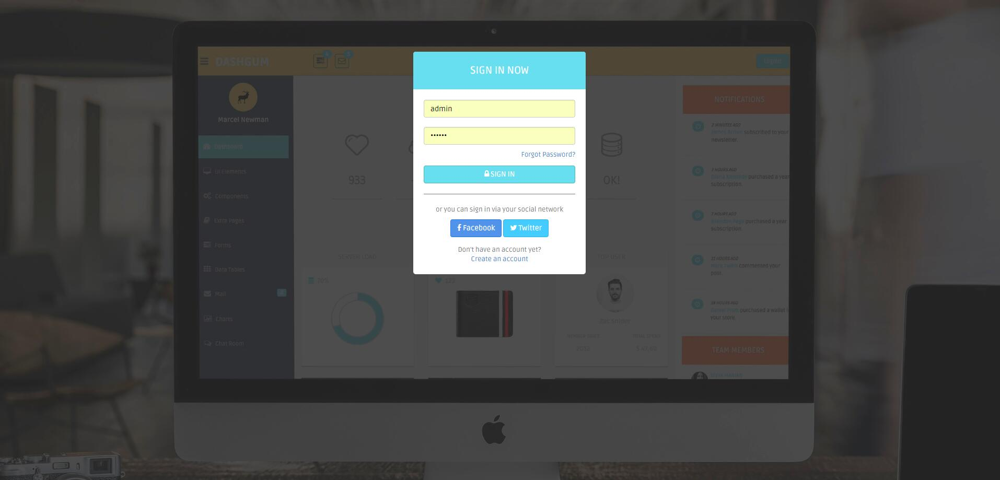 DASHGUM
4
5
Logout
SIGN IN NOW
admin
Forgot Password?
SIGN IN
or you can sign in via your social network
Facebook
Twitter
Don't have an account yet?
Create an account
Marcel Newman
Dashboard
UI Elements
Components
Extra Pages
Forms
Data Tables
Mail
Charts
Chat Room
933
OK!
SERVER LOAD
TOP USER
70%
122
Zac Snider
MEMBER SINCE
TOTAL SPEND
2012
$ 47,60
NOTIFICATIONS
2 MINUTES AGO
James Brown subscribed to your
newsletter.
3 HOURS AGO
Diana Kennedy purchased a year
subscription.
7 HOURS AGO
Brandon Page purchased a year
subscription.
11 HOURS AGO
Mark Twain commented your
post.
18 HOURS AGO
Daniel Pratt purchased a wallet i
your store.
TEAM MEMBERS
DIVYA MANIAN